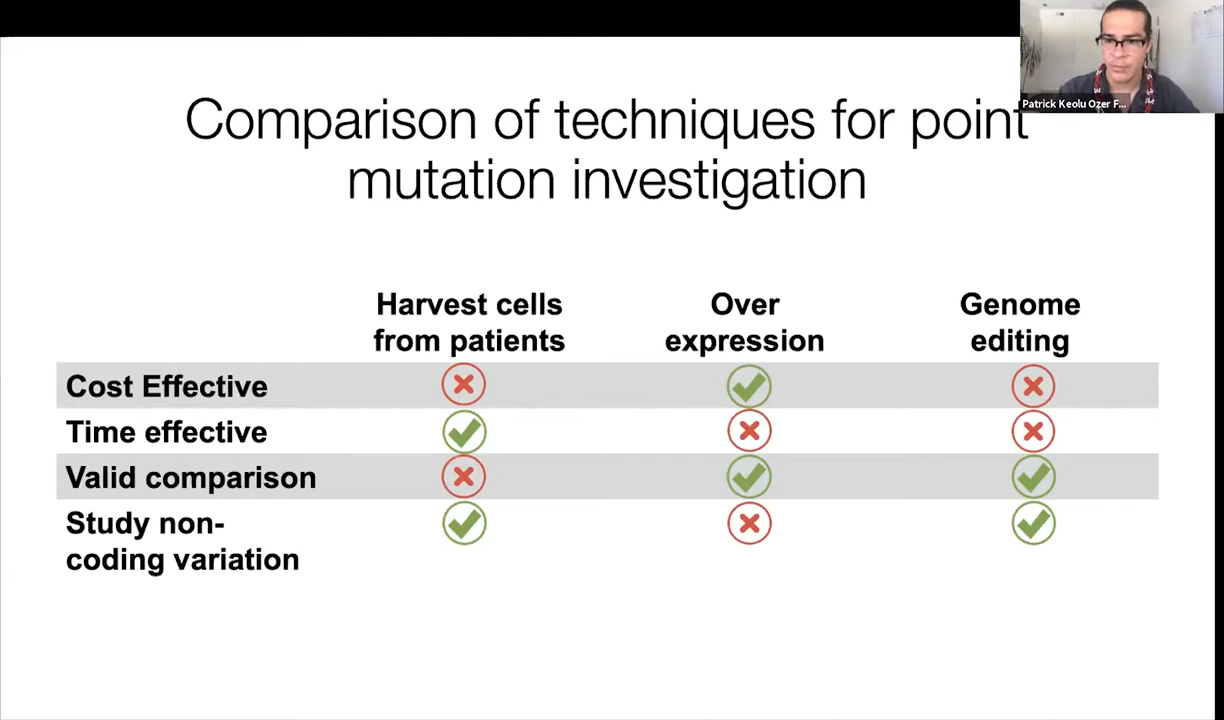 Patrick Keolu Ozer F...
Comparison of techniques for point
mutation investigation
Harvest cells
from patients
Over
expression
Genome
editing
Cost Effective
Time effective
Valid comparison
Study non-
coding variation